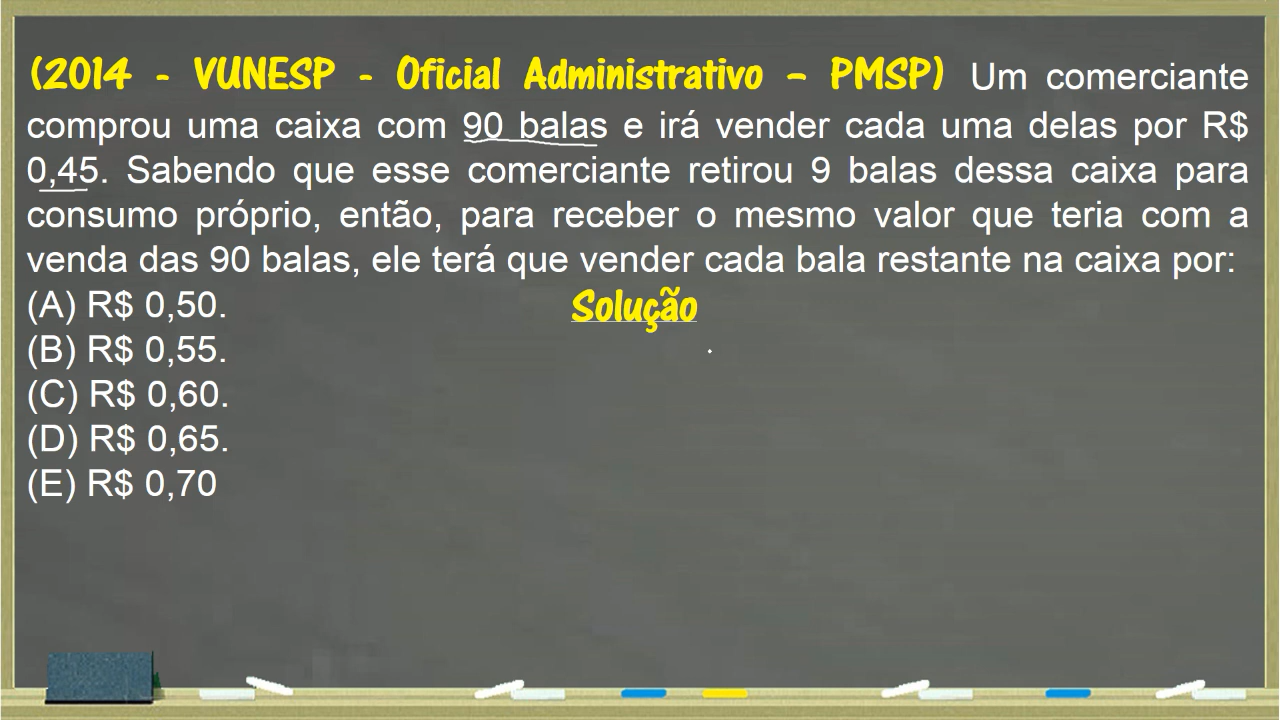 (2014 - VUNESP - Oficial Administrativo – PMSP) Um comerciante
comprou uma caixa com 90 balas e irá vender cada uma delas por R$
0,45. Sabendo que esse comerciante retirou 9 balas dessa caixa para
consumo próprio, então, para receber o mesmo valor que teria com a
venda das 90 balas, ele terá que vender cada bala restante na caixa por:
(A) R$ 0,50.
Solução
(B) R$ 0,55.
(C) R$ 0,60.
(D) R$ 0,65.
(E) R$ 0,70